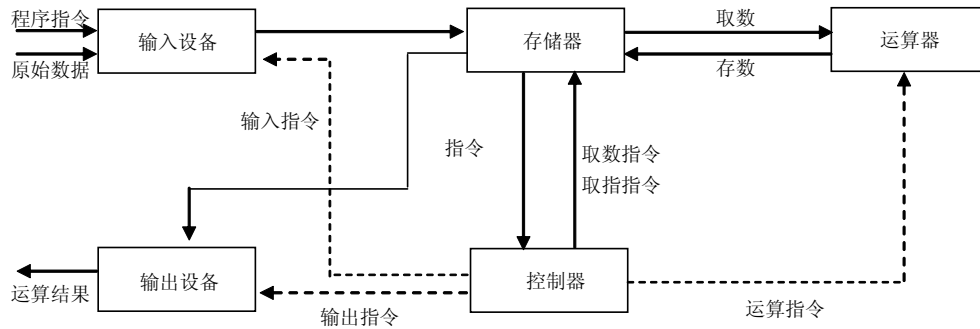 程序指令
原始数据
输入设备
存储器
取数
存数
运算器
输入指令
指令
取数指令
取指指令
输出设备
运算结果
控制器
输出指令
运算指令